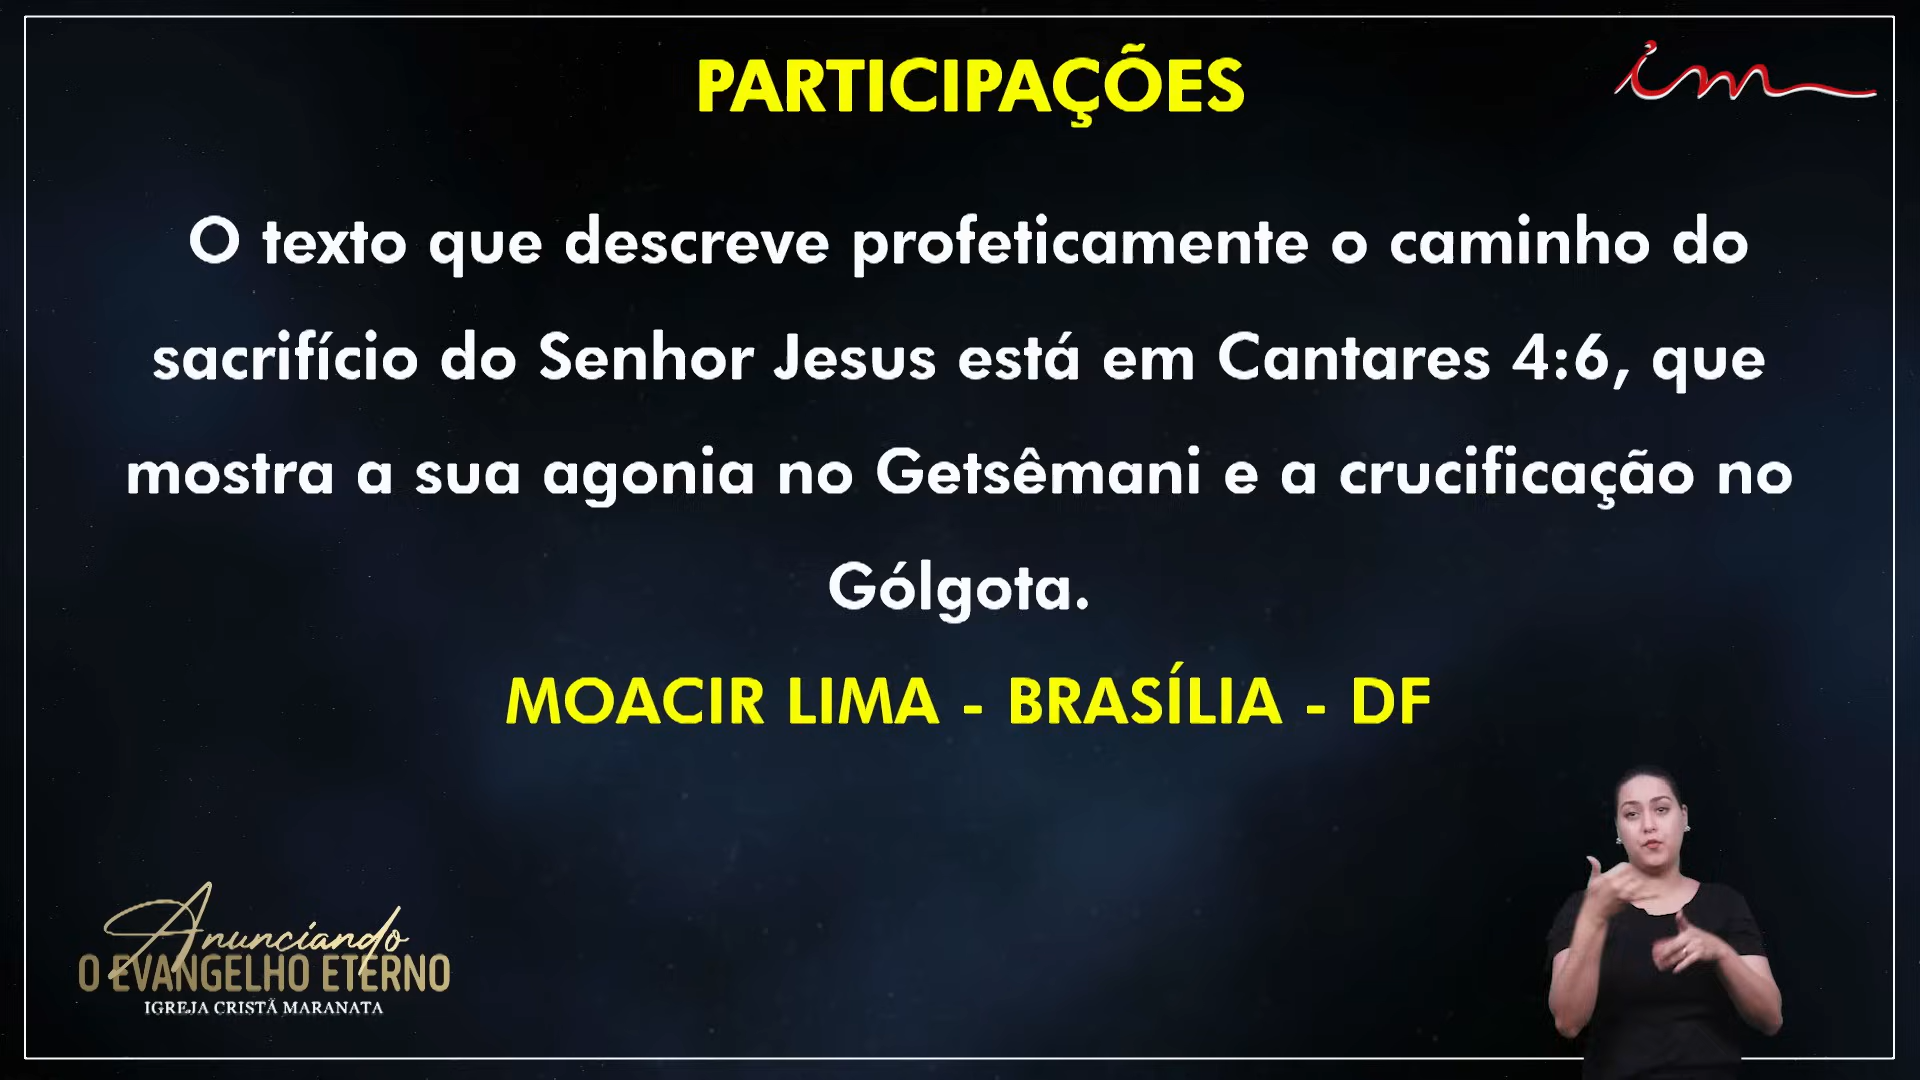 PARTICIPAÇÕES
im
O texto que descreve profeticamente o caminho do
sacrifício do Senhor Jesus está em Cantares 4:6, que
mostra a sua agonia no Getsêmani e a crucificação no
Gólgota.
MOACIR LIMA - BRASÍLIA - DF
Anunciando
O EVANGELHO ETERNO
IGREJA CRISTÃ MARANATA